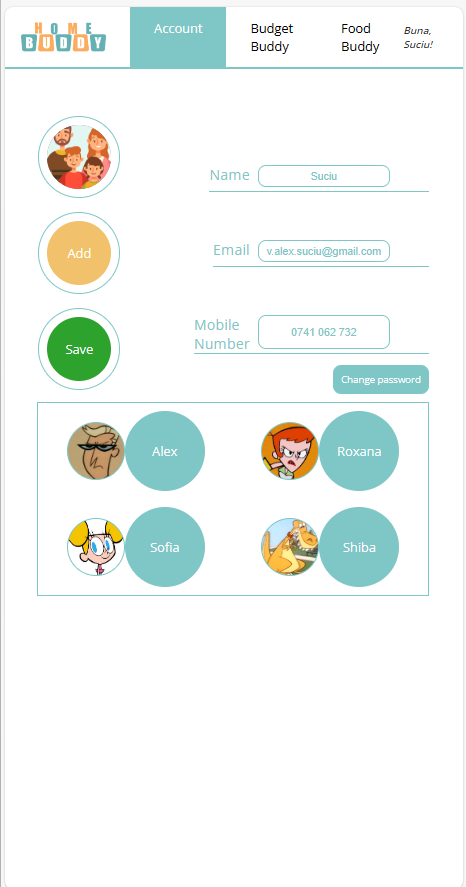 HOME
BUDDY
Account
Budget
Buddy
Food
Buddy
Buna,
Suciu!
Name
Suciu
Add
Email
v.alex.suciu@gmail.com
Save
Mobile
Number
0741 062 732
Change password
Alex
Roxana
Sofia
Shiba